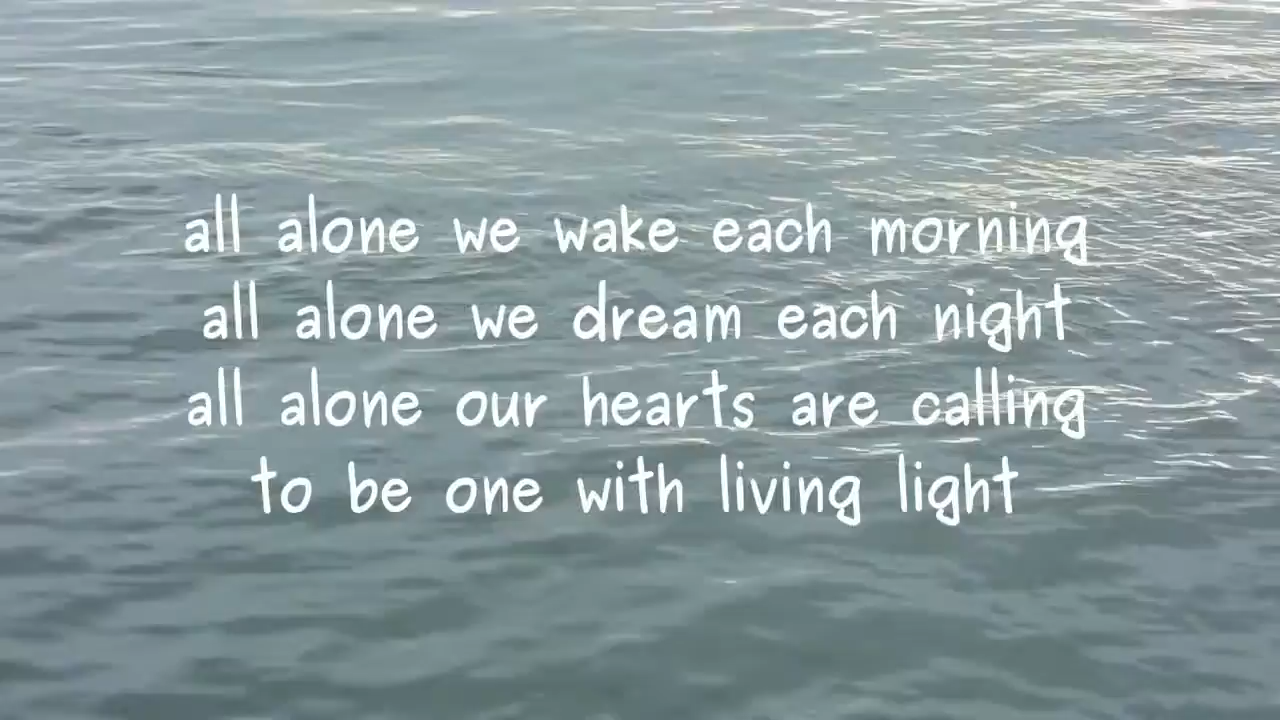 all alone we wake each morning
all alone we dream each night
all alone our hearts are calling
to be one with living light